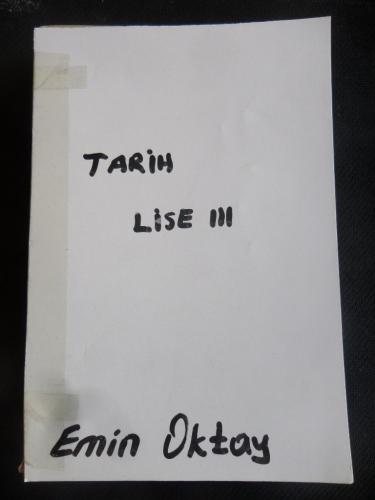 TARiH
LiSE III
Emin Oktay